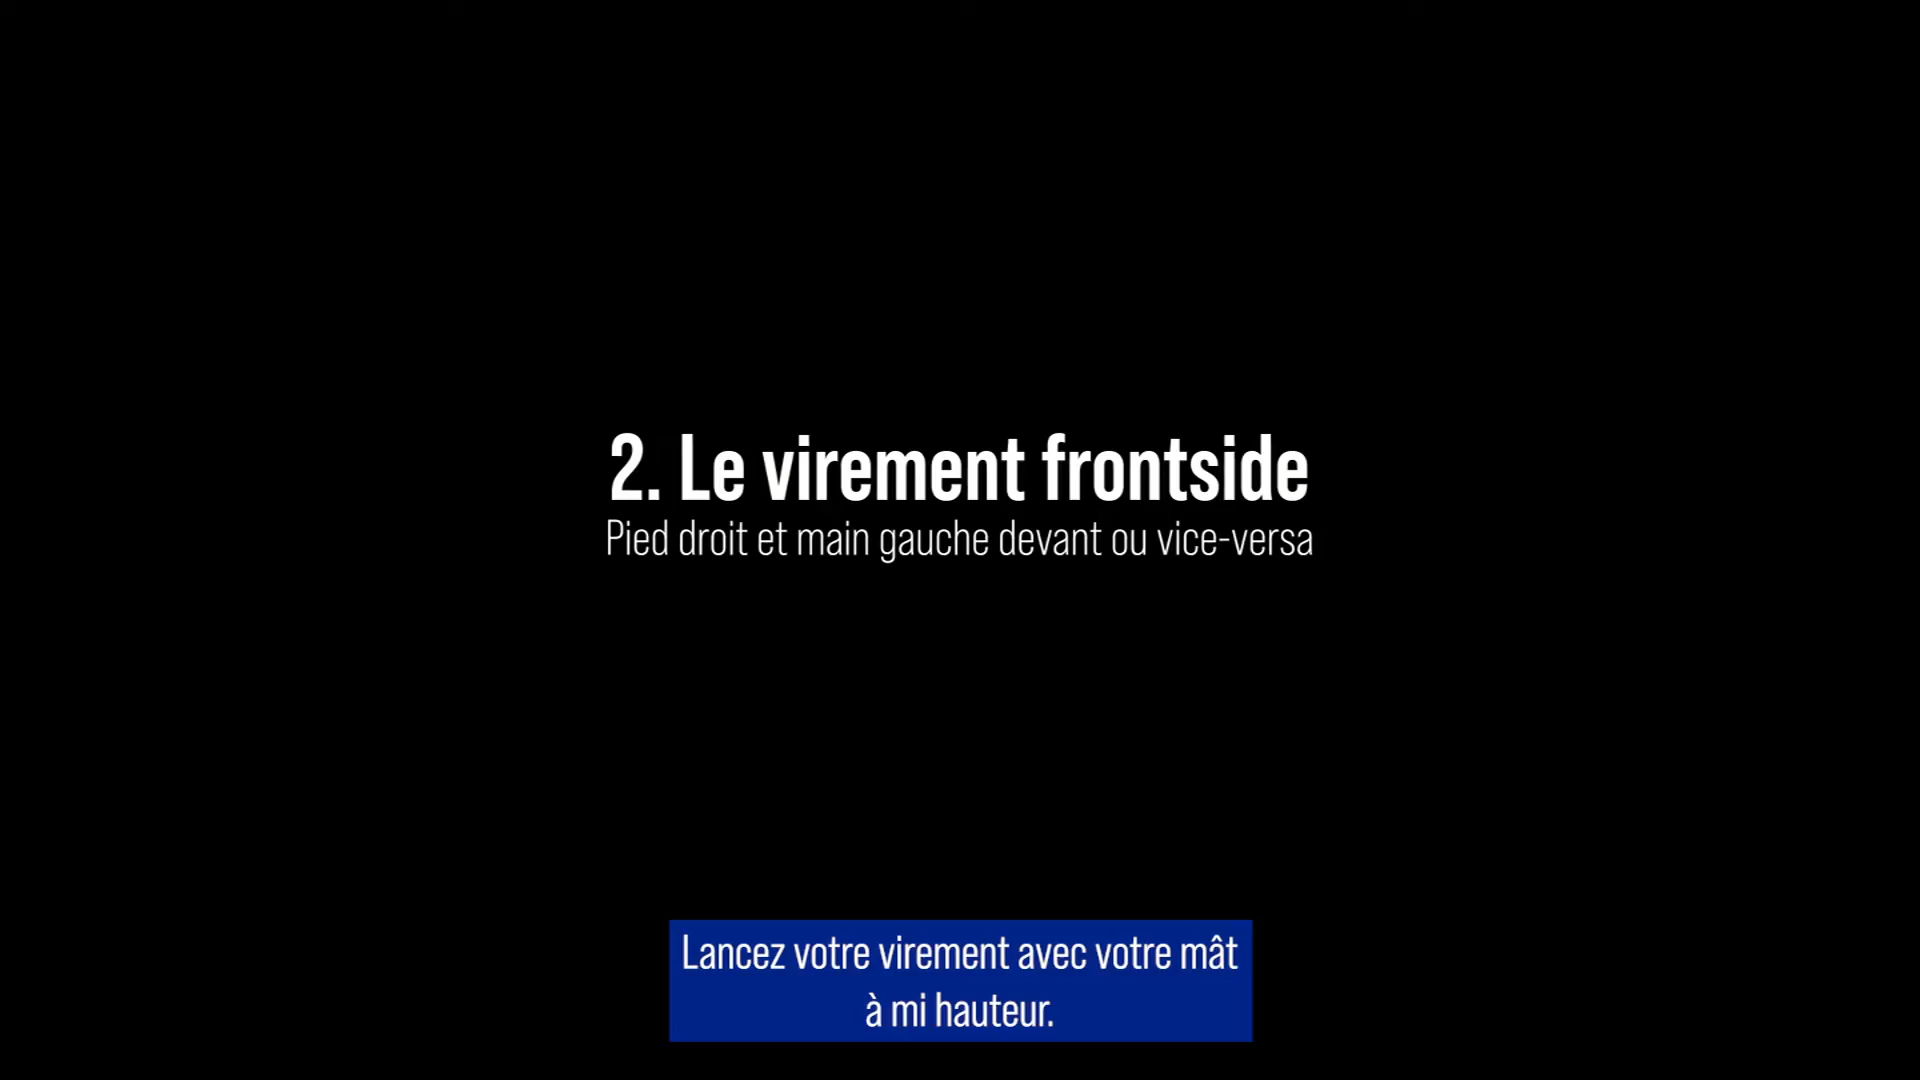 2. Le virement frontside
Pied droit et main gauche devant ou vice-versa
Lancez votre virement avec votre mât
à mi hauteur.